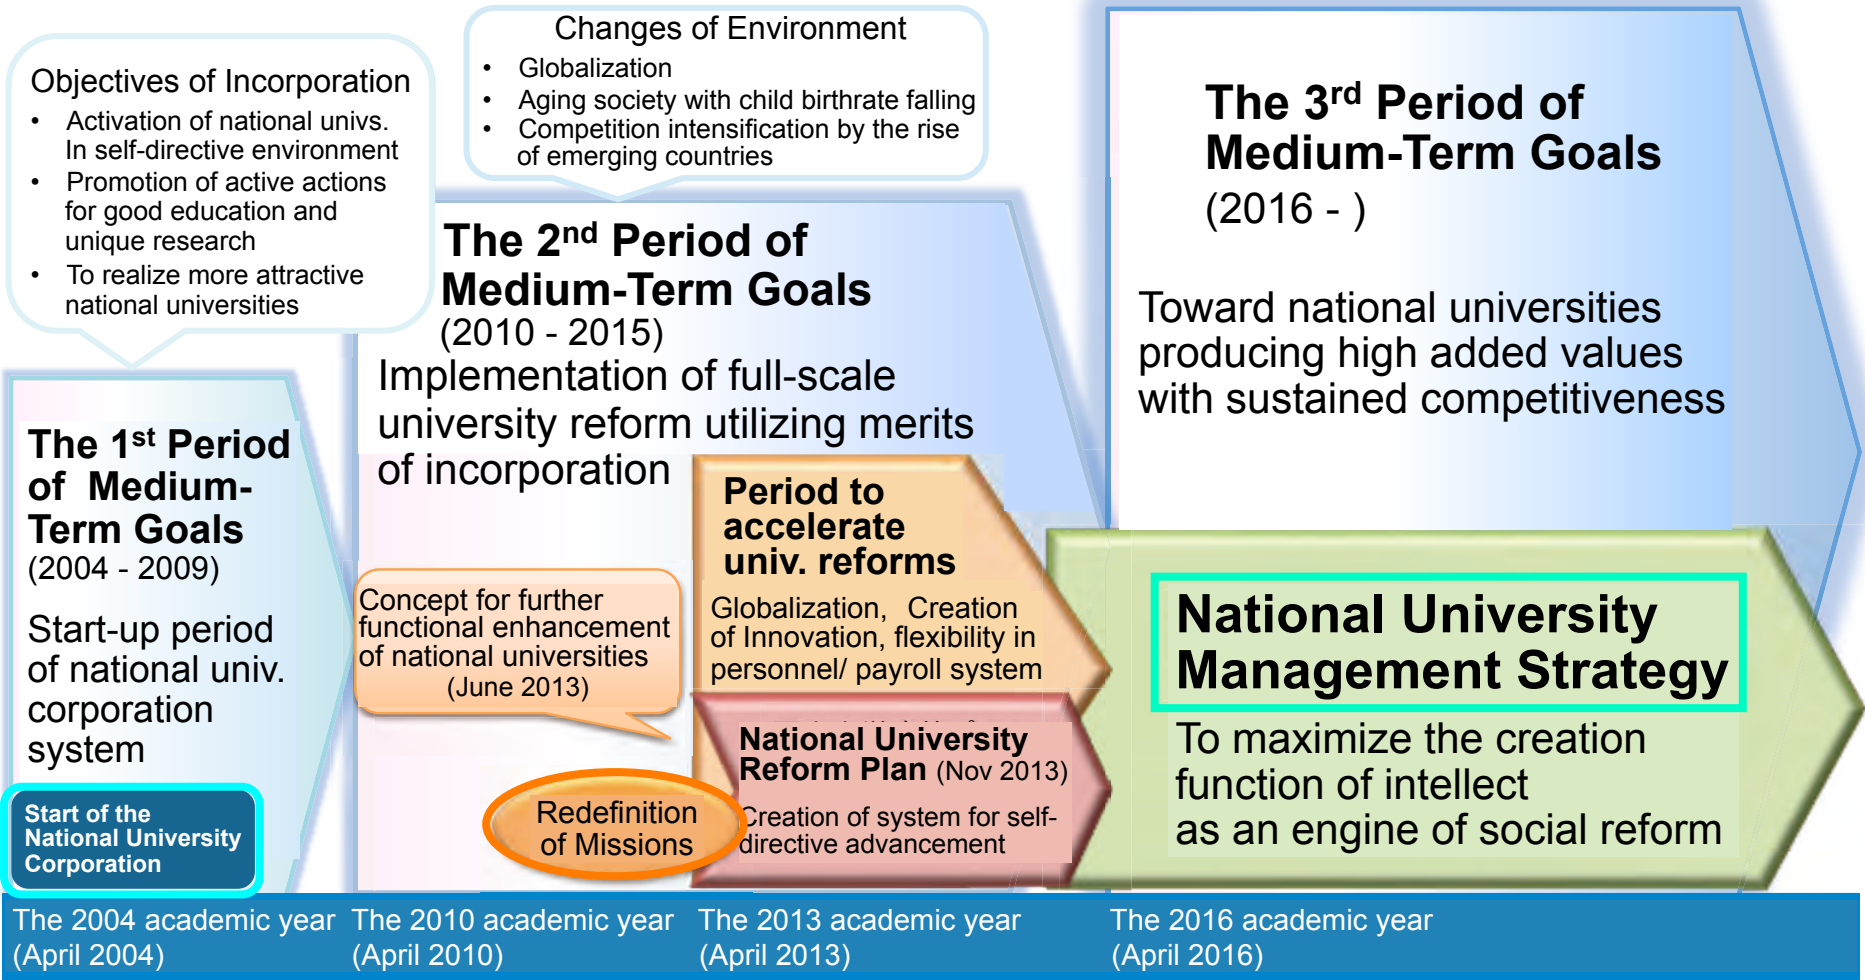 Objectives of Incorporation
• Activation of national univs.
In self-directive environment
• Promotion of active actions
for good education and
unique research
• To realize more attractive
national universities
Changes of Environment
• Globalization
• Aging society with child birthrate falling
• Competition intensification by the rise
of emerging countries
The 1st Period
of Medium-
Term Goals
(2004 - 2009)
Start-up period
of national univ.
corporation
system
Start of the
National University
Corporation
The 2nd Period of
Medium-Term Goals
(2010 - 2015)
Implementation of full-scale
university reform utilizing merits
of incorporation
Concept for further
functional enhancement
of national universities
(June 2013)
Period to
accelerate
univ. reforms
Globalization, Creation
of Innovation, flexibility in
personnel/ payroll system
Redefinition
of Missions
National University
Reform Plan (Nov 2013)
Creation of system for self-
directive advancement
The 3rd Period of
Medium-Term Goals
(2016 - )
Toward national universities
producing high added values
with sustained competitiveness
National University
Management Strategy
To maximize the creation
function of intellect
as an engine of social reform
The 2004 academic year
(April 2004)
The 2010 academic year
(April 2010)
The 2013 academic year
(April 2013)
The 2016 academic year
(April 2016)